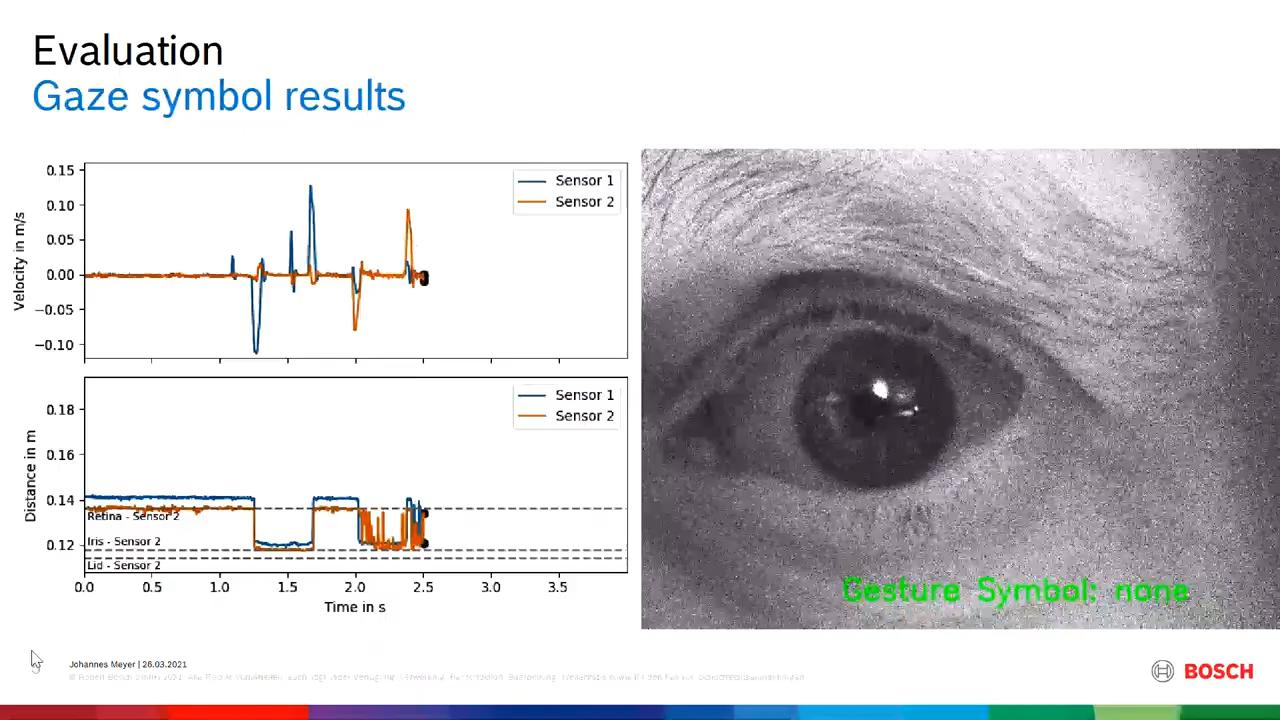 Evaluation
Gaze symbol results
0.15
0.10
0.05
0.00
−0.05
−0.10
Velocity in m/s
Sensor 1
Sensor 2
0.18
0.16
0.14
0.12
Distance in m
Sensor 1
Sensor 2
Retina - Sensor 2
Iris - Sensor 2
Lid - Sensor 2
0.0 0.5 1.0 1.5 2.0 2.5 3.0 3.5
Time in s
Gesture Symbol: none
Johannes Meyer | 26.03.2021
BOSCH